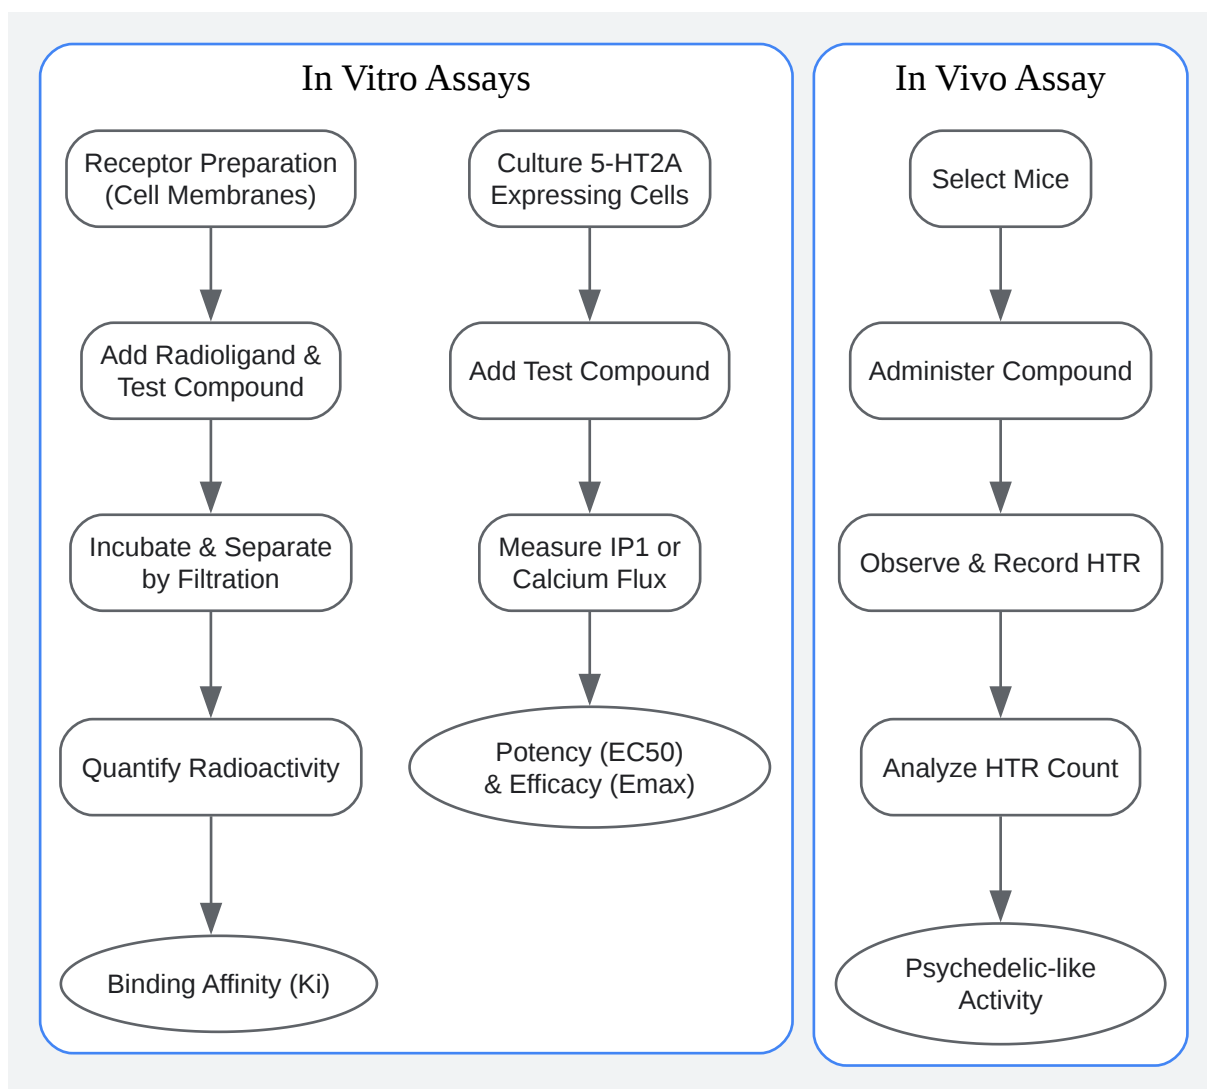 In Vitro Assays
Receptor Preparation
(Cell Membranes)
Add Radioligand &
Test Compound
Incubate & Separate
by Filtration
Quantify Radioactivity
Binding Affinity (Ki)
Culture 5-HT2A
Expressing Cells
Add Test Compound
Measure IP1 or
Calcium Flux
Potency (EC50)
& Efficacy (Emax)
In Vivo Assay
Select Mice
Administer Compound
Observe & Record HTR
Analyze HTR Count
Psychedelic-like
Activity